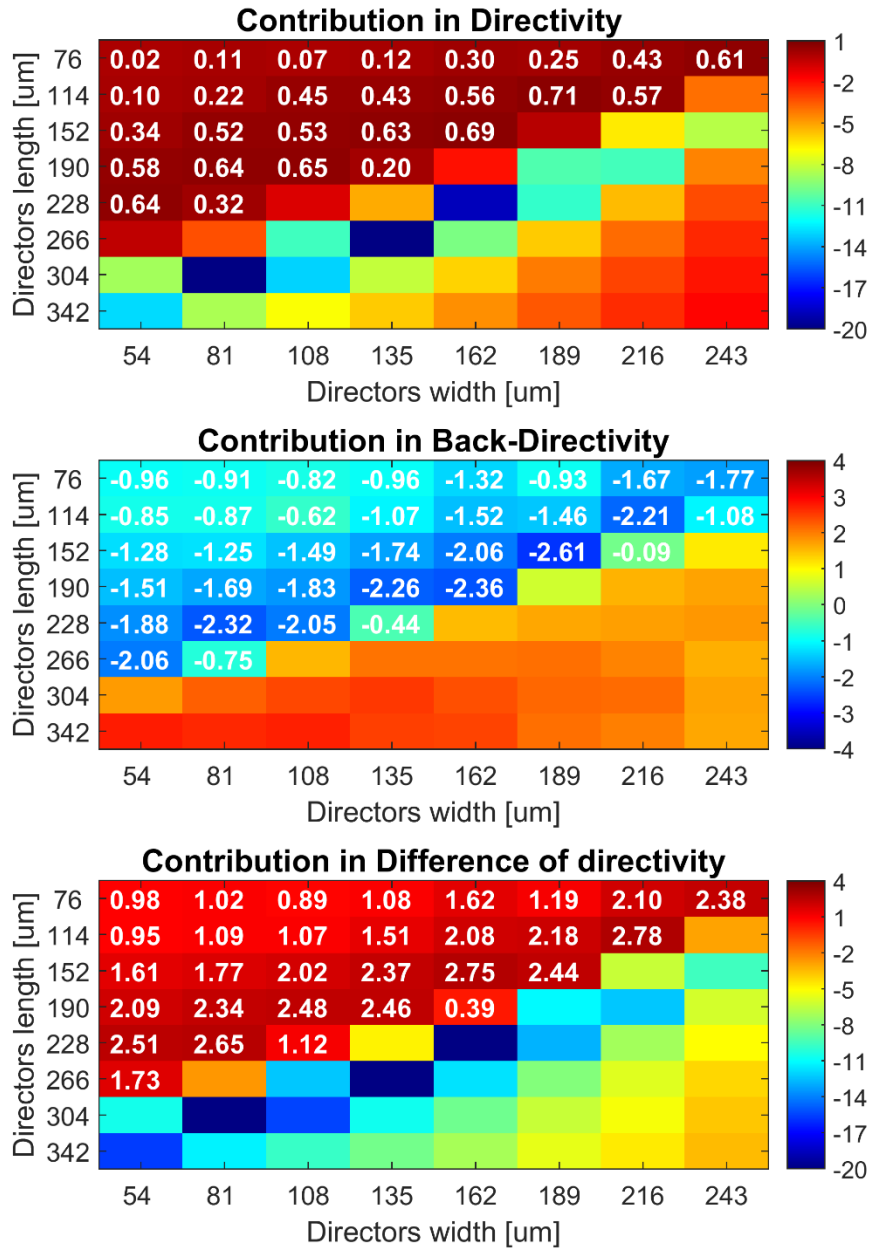 Contribution in Directivity
Directors length [um]
76 0.02 0.11 0.07 0.12 0.30 0.25 0.43 0.61
114 0.10 0.22 0.45 0.43 0.56 0.71 0.57
152 0.34 0.52 0.53 0.63 0.69
190 0.58 0.64 0.65 0.20
228 0.64 0.32
266
304
342
54 81 108 135 162 189 216 243
Directors width [um]
1
-2
-5
-8
-11
-14
-17
-20
Contribution in Back-Directivity
Directors length [um]
76 -0.96 -0.91 -0.82 -0.96 -1.32 -0.93 -1.67 -1.77
114 -0.85 -0.87 -0.62 -1.07 -1.52 -1.46 -2.21 -1.08
152 -1.28 -1.25 -1.49 -1.74 -2.06 -2.61 -0.09
190 -1.51 -1.69 -1.83 -2.26 -2.36
228 -1.88 -2.32 -2.05 -0.44
266 -2.06 -0.75
304
342
54 81 108 135 162 189 216 243
Directors width [um]
4
3
2
1
0
-1
-2
-3
-4
Contribution in Difference of directivity
Directors length [um]
76 0.98 1.02 0.89 1.08 1.62 1.19 2.10 2.38
114 0.95 1.09 1.07 1.51 2.08 2.18 2.78
152 1.61 1.77 2.02 2.37 2.75 2.44
190 2.09 2.34 2.48 2.46 0.39
228 2.51 2.65 1.12
266 1.73
304
342
54 81 108 135 162 189 216 243
Directors width [um]
4
1
-2
-5
-8
-11
-14
-17
-20